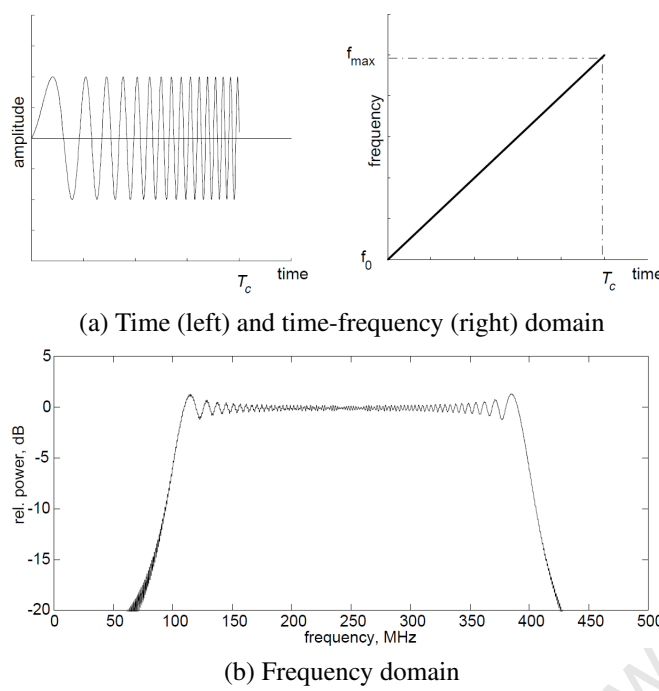 amplitude
T_c
time
f_max
frequency
f_0
T_c
time
(a) Time (left) and time-frequency (right) domain
5
0
-5
-10
-15
-20
rel. power, dB
0 50 100 150 200 250 300 350 400 450 500
frequency, MHz
(b) Frequency domain